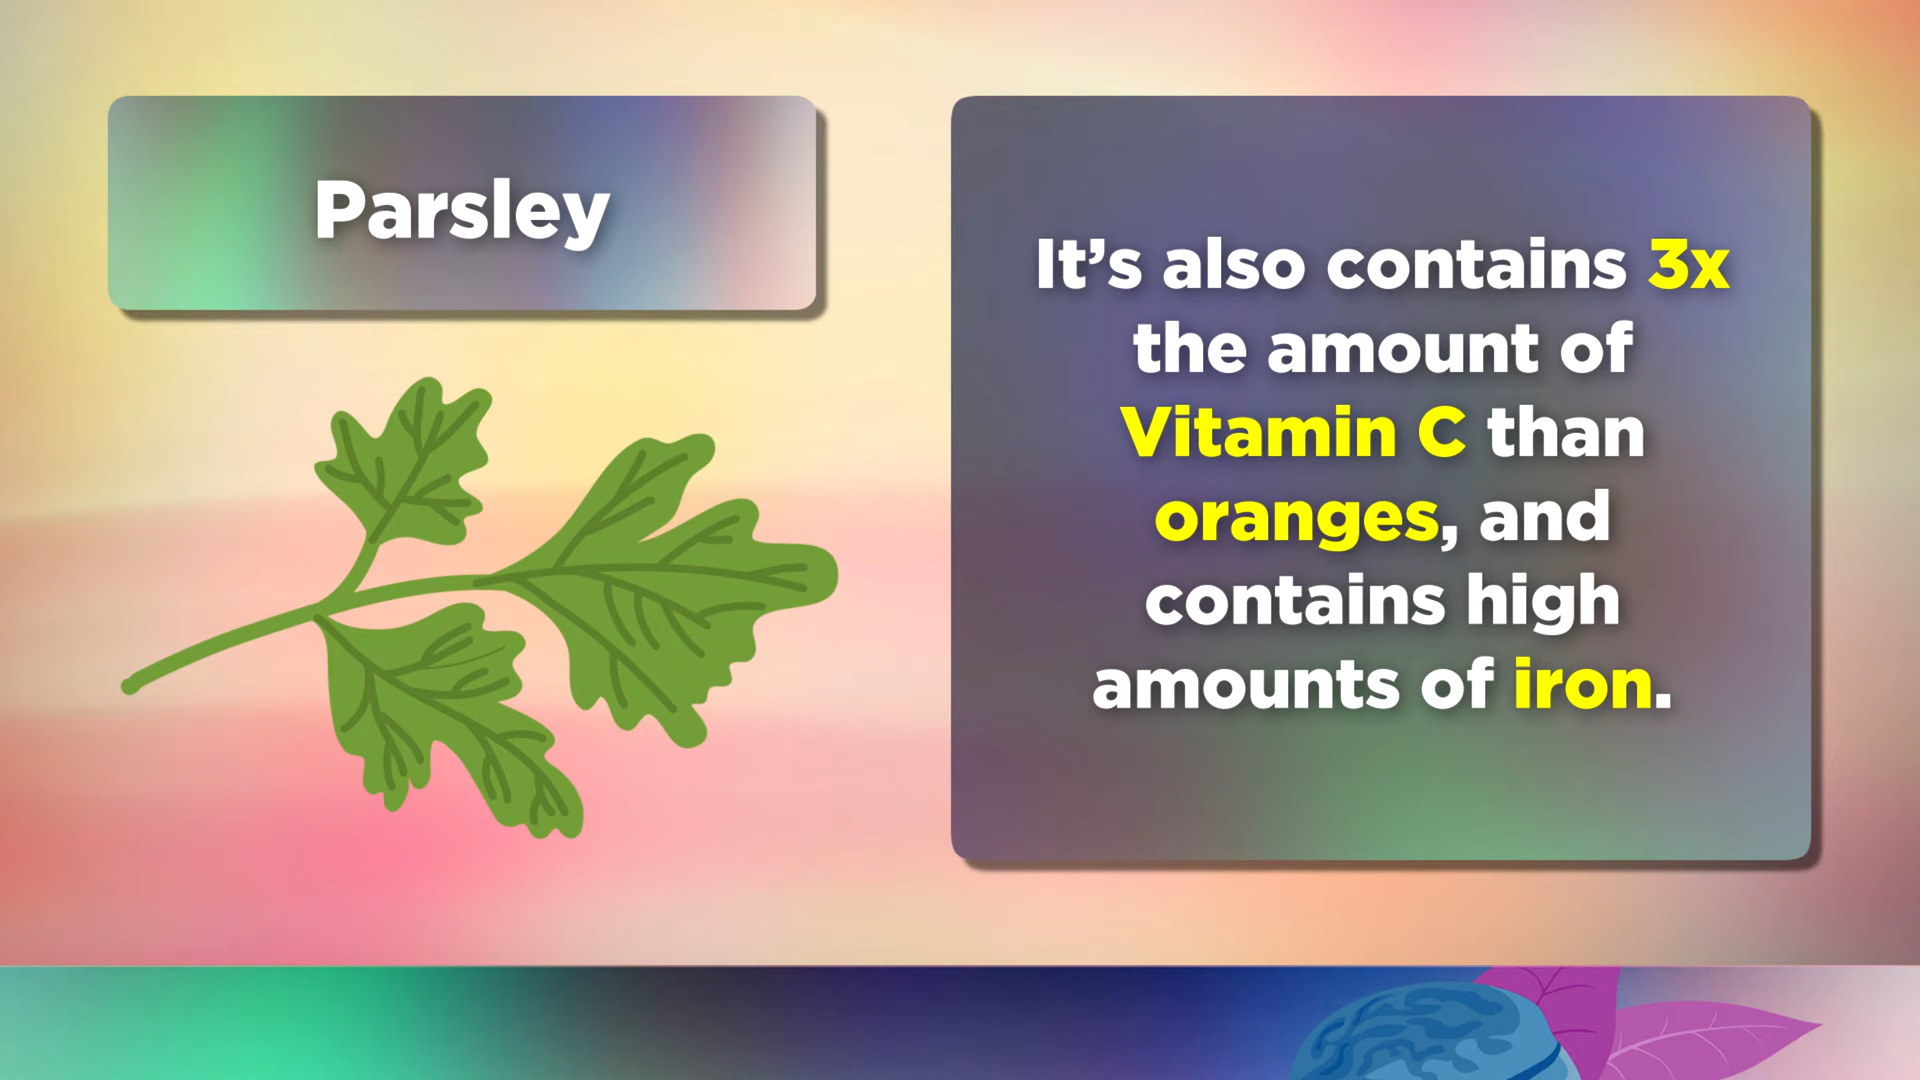 Parsley
It’s also contains 3x
the amount of
Vitamin C than
oranges, and
contains high
amounts of iron.